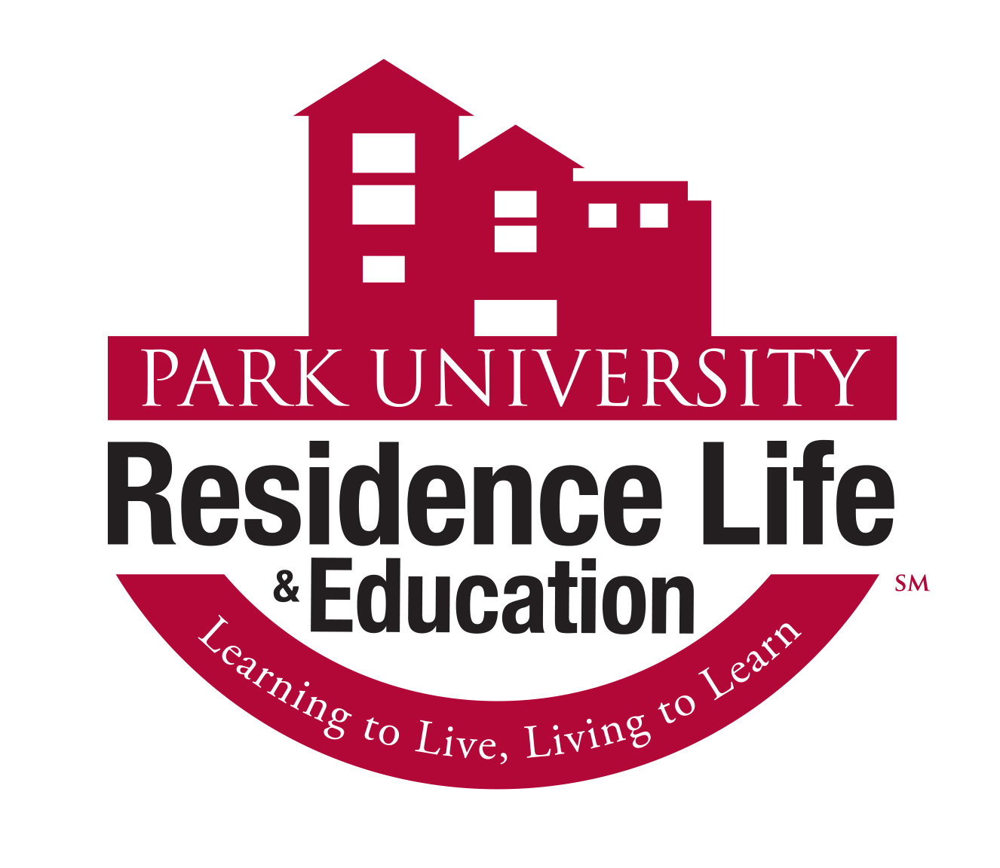 PARK UNIVERSITY
Residence Life
& Education
SM
Learning to Live, Living to Learn